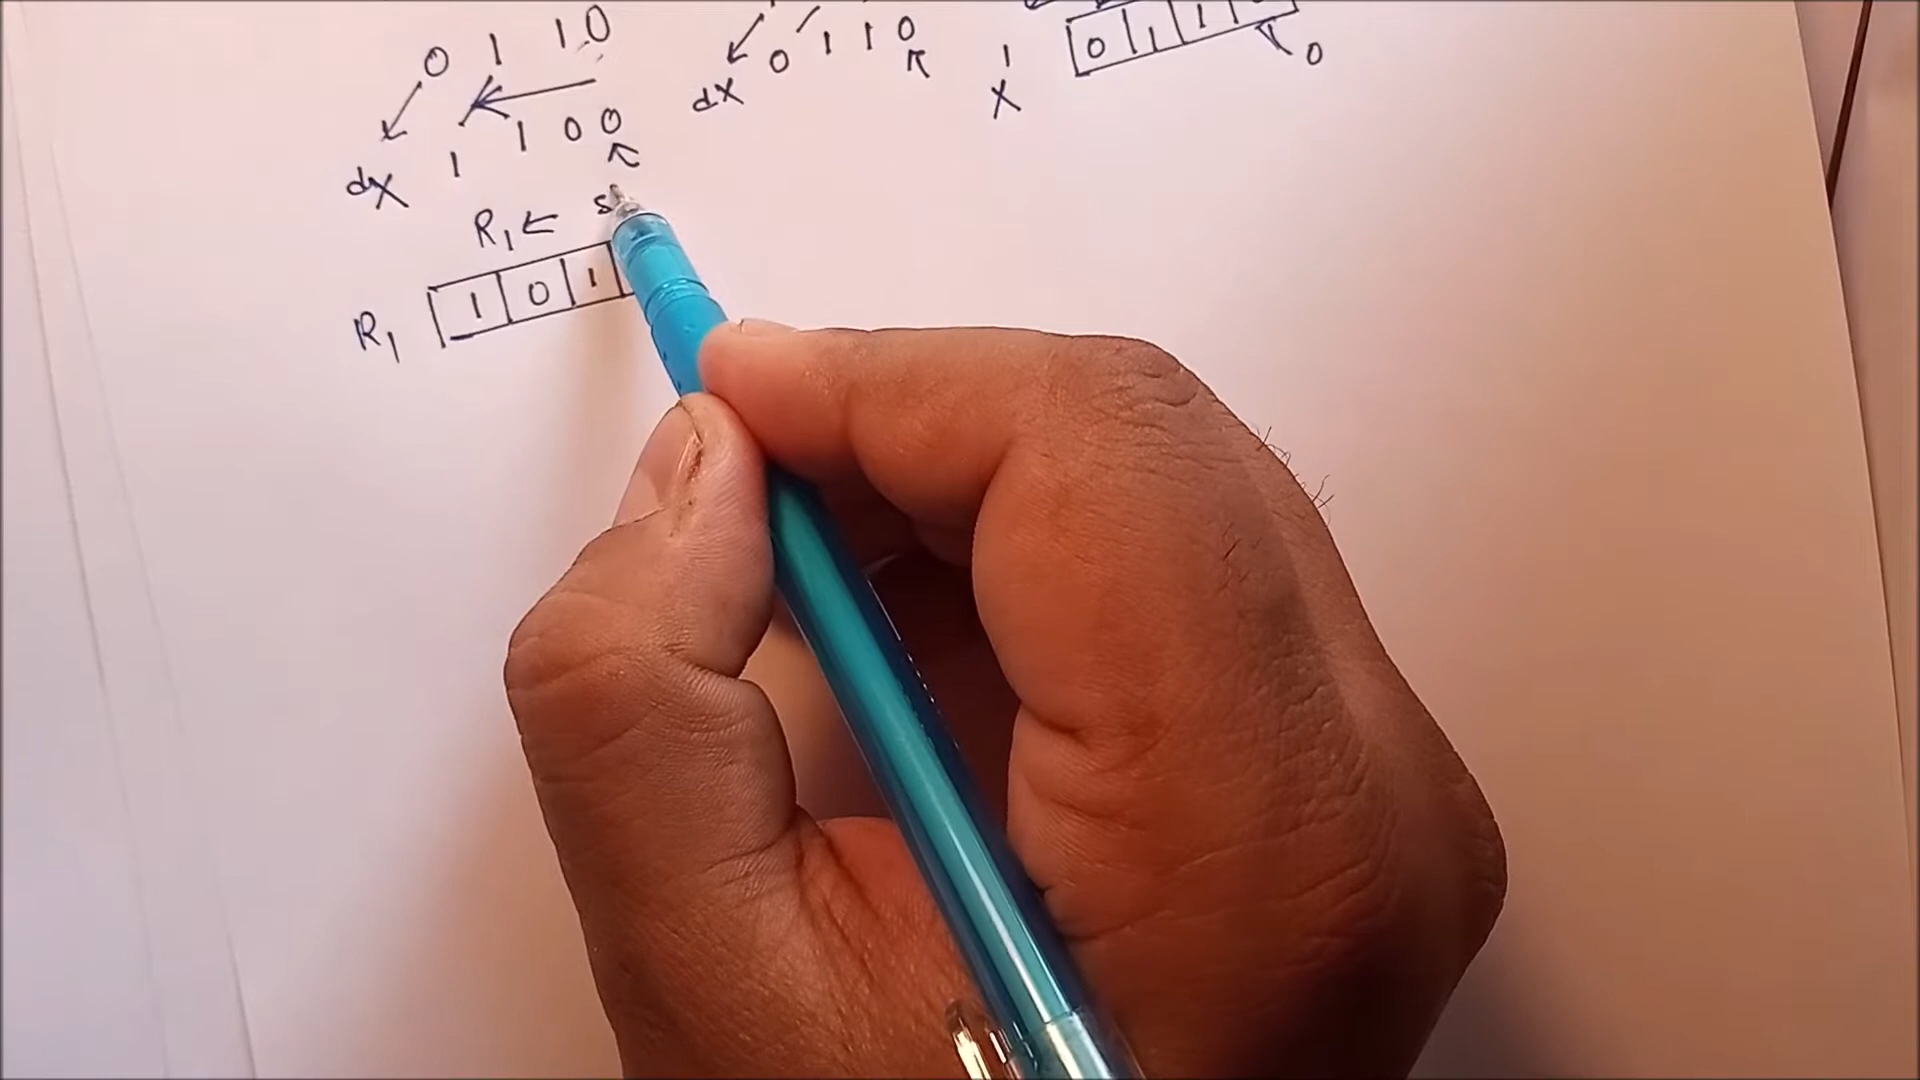 0 1 1 0
1 1 0 0
dx
R₁ ← s
R₁ 1 0 1
dx 0 1 1 0
1 0 1 1
x 0